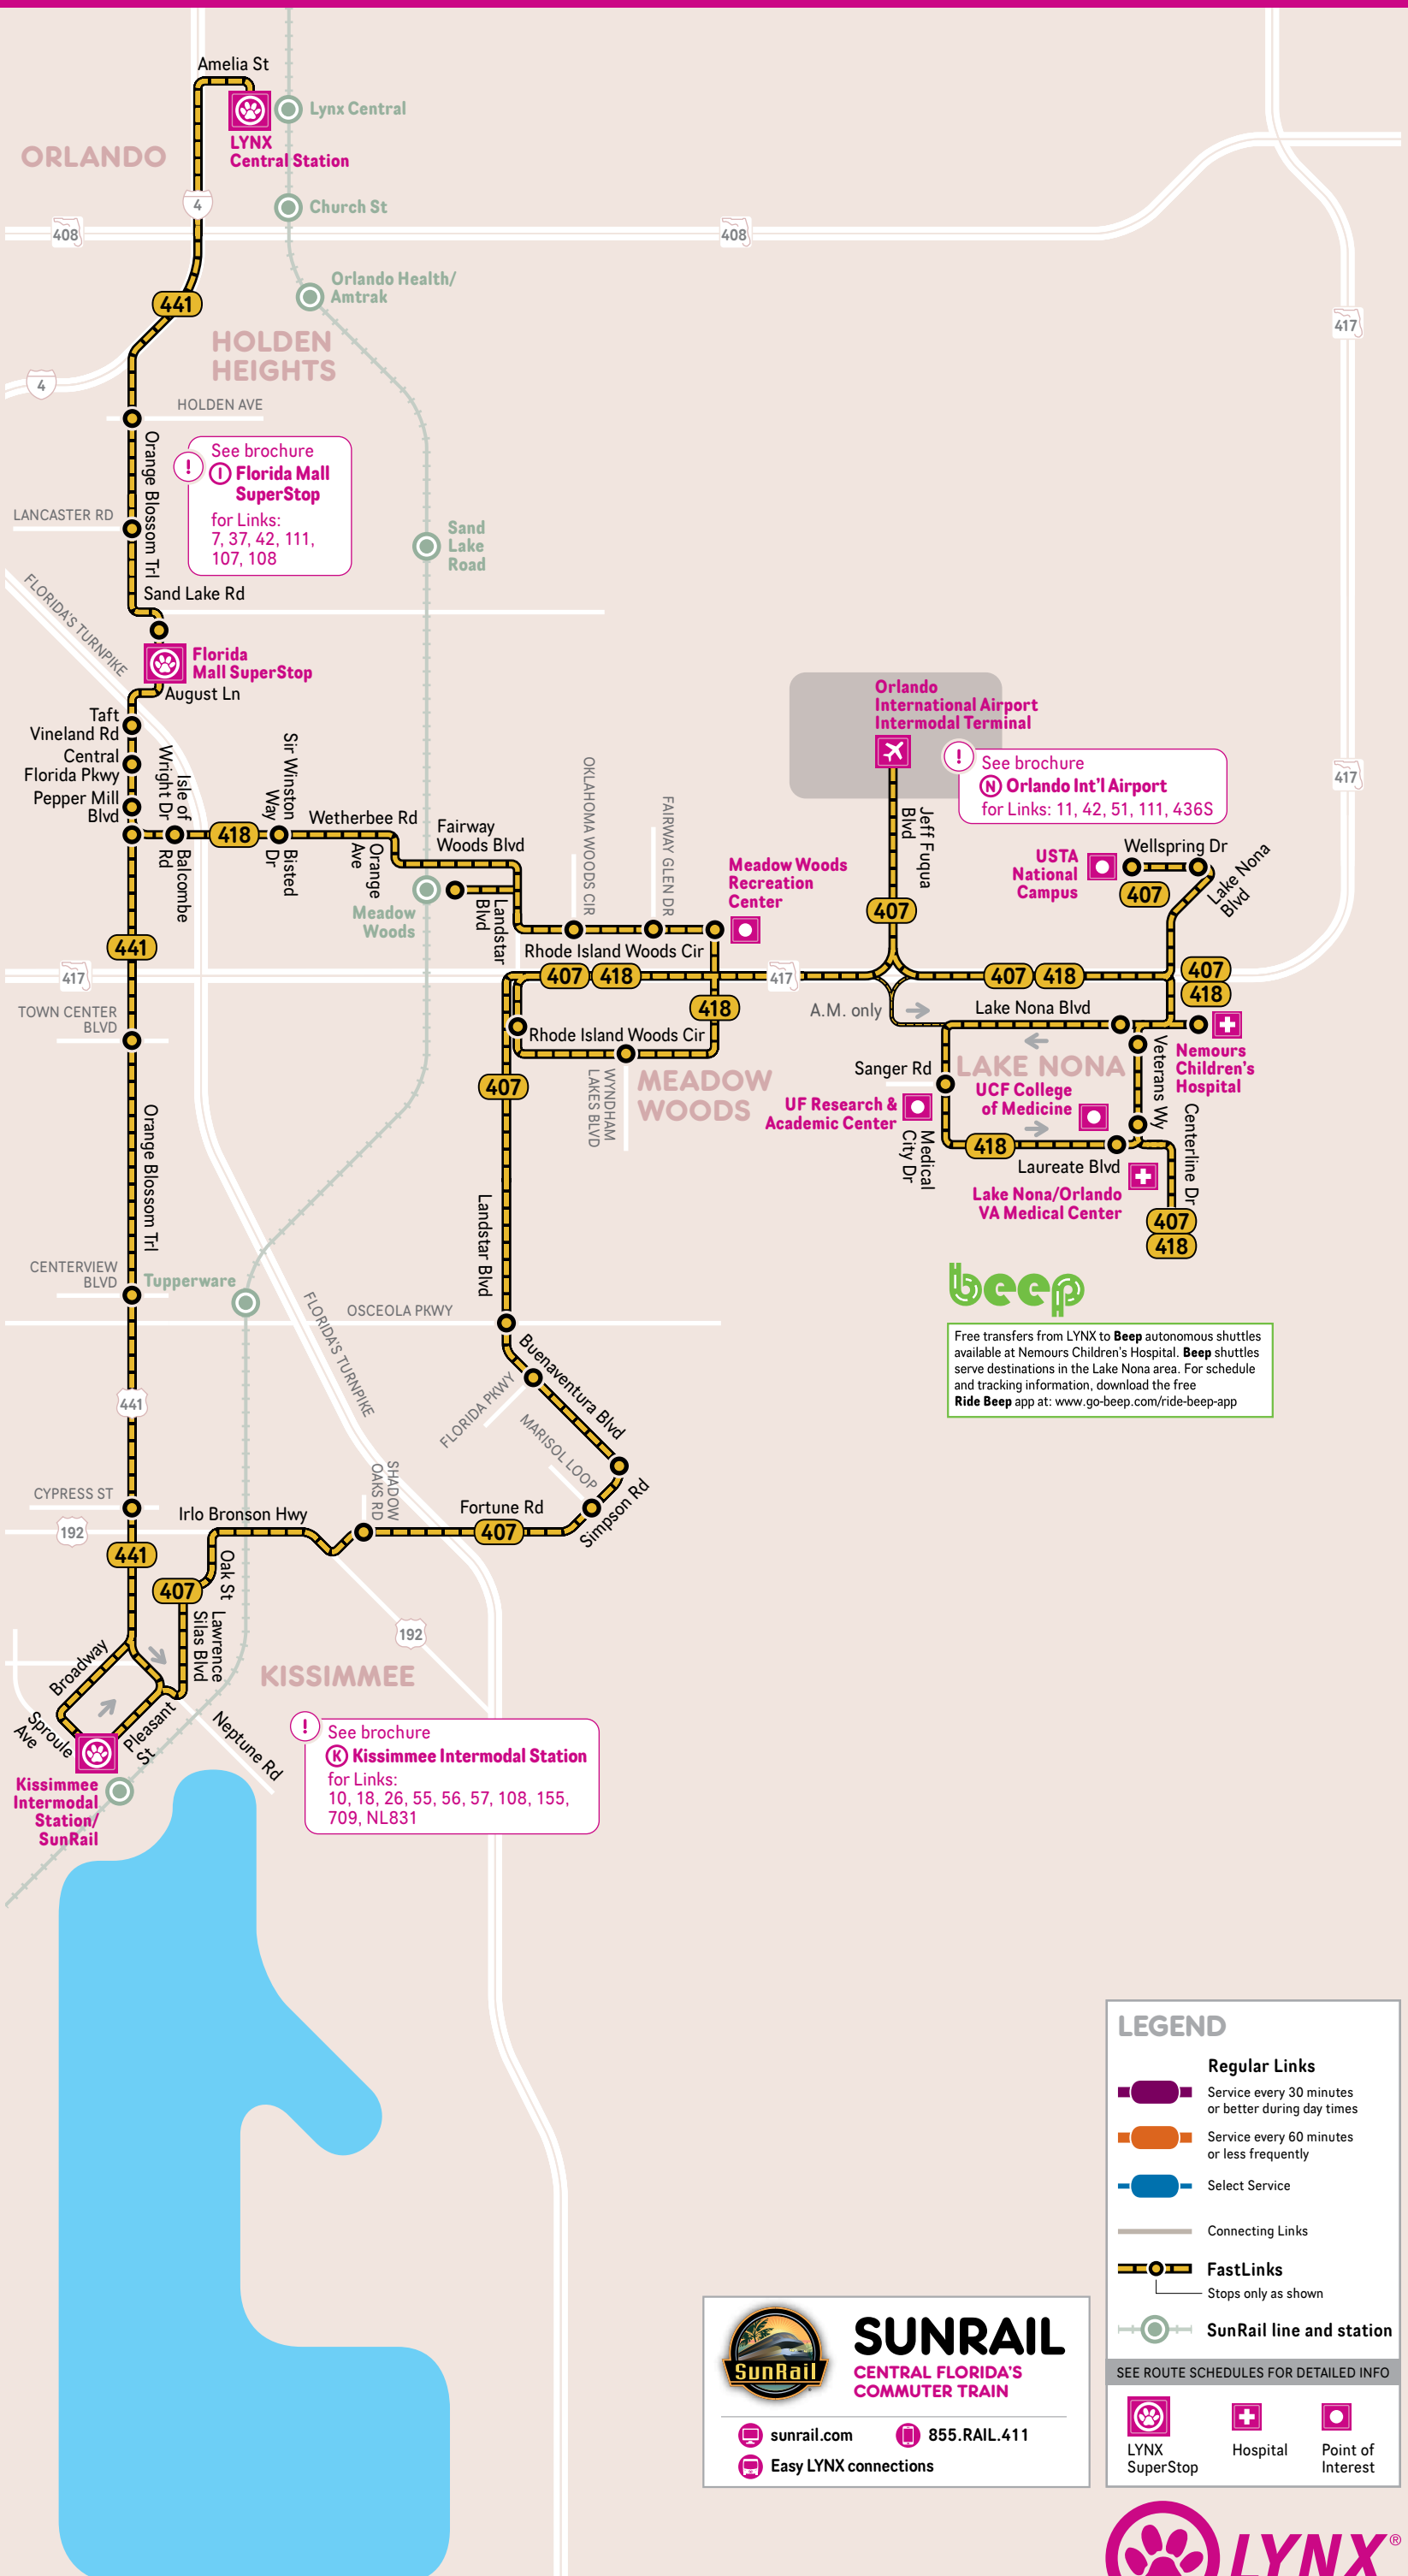 Amelia St
LYNX
Central Station
Lynx Central
ORLANDO
4
Church St
408
408
Orlando Health/
Amtrak
441
417
HOLDEN
HEIGHTS
4
HOLDEN AVE
Orange Blossom Trl
See brochure
! I Florida Mall
SuperStop
for Links:
7, 37, 42, 111,
107, 108
LANCASTER RD
Sand
Lake
Road
FLORIDA'S TURNPIKE
Sand Lake Rd
Florida
Mall SuperStop
August Ln
Taft
Vineland Rd
Central
Florida Pkwy
Pepper Mill
Blvd
Wright Dr
Isle of
Rd
Balcombe
418
Sir Winston
Way
Bisted
Dr
Wetherbee Rd
Orange
Ave
Fairway
Woods Blvd
Meadow
Woods
Landstar
Blvd
OKLAHOMA WOODS CIR
FAIRWAY GLEN DR
Meadow Woods
Recreation
Center
Rhode Island Woods Cir
Orlando
International Airport
Intermodal Terminal
! See brochure
N Orlando Int'l Airport
for Links: 11, 42, 51, 111, 436S
417
Jeff Fuqua
Blvd
407
USTA
National
Campus
Wellspring Dr
407
Lake Nona
Blvd
441
417
407 418
417
407 418
407
418
418
A.M. only
Lake Nona Blvd
TOWN CENTER
BLVD
Rhode Island Woods Cir
407
WYNDHAM
LAKES BLVD
MEADOW
WOODS
Sanger Rd
LAKE NONA
Veterans Wy
Nemours
Children's
Hospital
UCF College
of Medicine
UF Research &
Academic Center
Medical
City Dr
418
Laureate Blvd
Centerline Dr
Lake Nona/Orlando
VA Medical Center
407
418
Orange Blossom Trl
Landstar Blvd
CENTERVIEW
BLVD
Tupperware
FLORIDA'S TURNPIKE
OSCEOLA PKWY
beep
Free transfers from LYNX to Beep autonomous shuttles
available at Nemours Children's Hospital. Beep shuttles
serve destinations in the Lake Nona area. For schedule
and tracking information, download the free
Ride Beep app at: www.go-beep.com/ride-beep-app
Buenaventura Blvd
FLORIDA PKWY
MARISOL LOOP
Simpson Rd
441
CYPRESS ST
192
SHADOW
OAKS RD
Irlo Bronson Hwy
Fortune Rd
407
441
Oak St
407
Lawrence
Silas Blvd
192
Broadway
KISSIMMEE
Sproule
Ave
Pleasant
St
Neptune Rd
! See brochure
K Kissimmee Intermodal Station
for Links:
10, 18, 26, 55, 56, 57, 108, 155,
709, NL831
Kissimmee
Intermodal
Station/
SunRail
LEGEND
Regular Links
Service every 30 minutes
or better during day times
Service every 60 minutes
or less frequently
Select Service
Connecting Links
FastLinks
Stops only as shown
SunRail line and station
SEE ROUTE SCHEDULES FOR DETAILED INFO
LYNX
SuperStop
Hospital
Point of
Interest
SunRail
SUNRAIL
CENTRAL FLORIDA'S
COMMUTER TRAIN
sunrail.com
855.RAIL.411
Easy LYNX connections
LYNX®